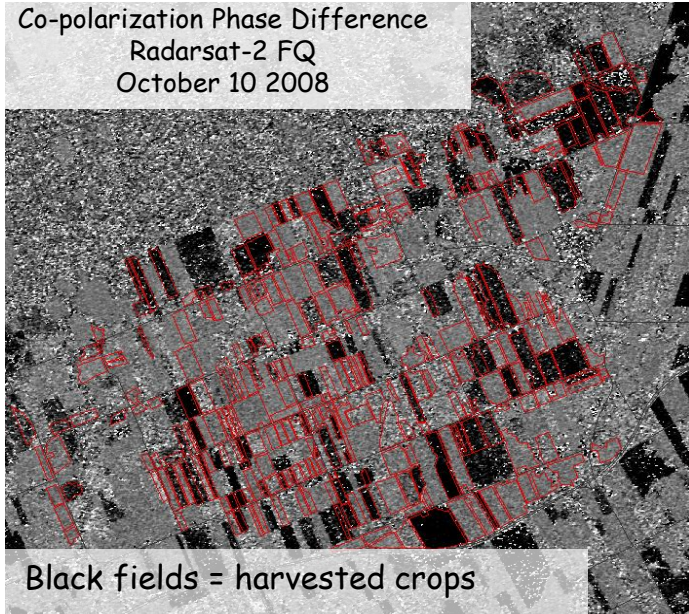 Co-polarization Phase Difference
Radarsat-2 FQ
October 10 2008
Black fields = harvested crops